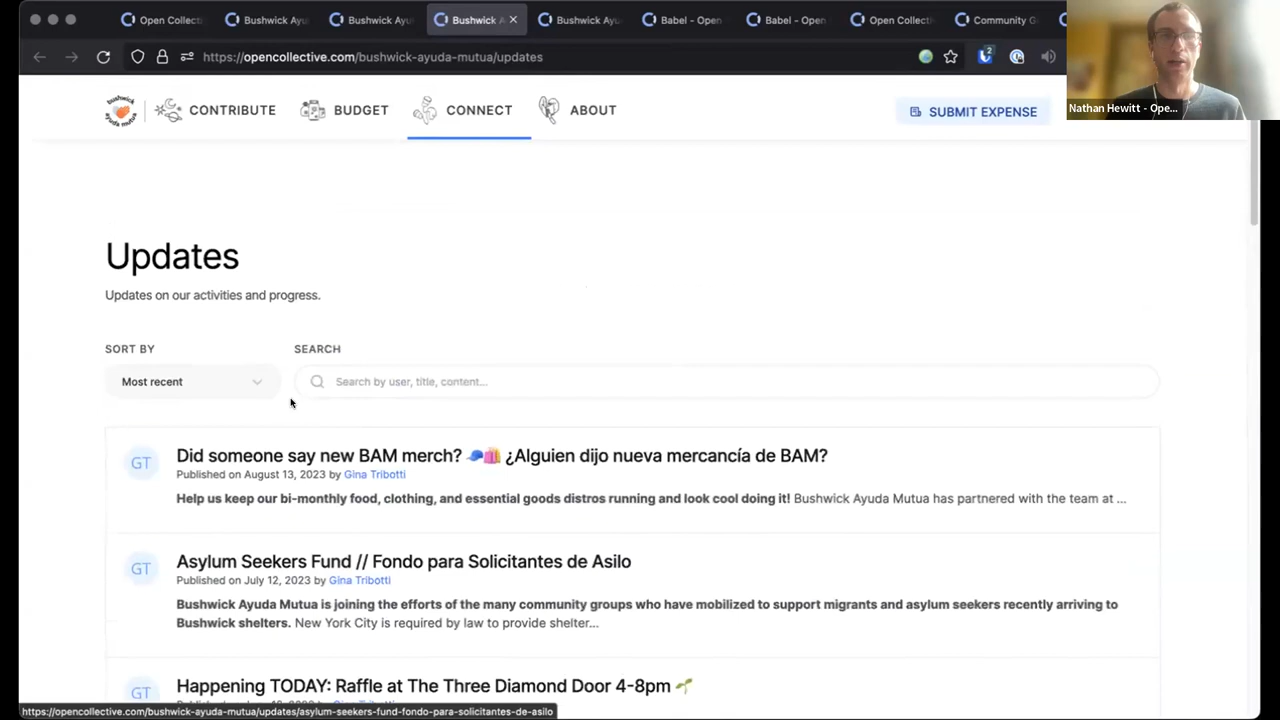 Open Collecti
Bushwick Ayu
Bushwick Ayu
Bushwick A
Bushwick Ayu
Babel - Open
Babel - Open
Open Collecti
Community G
https://opencollective.com/bushwick-ayuda-mutua/updates
2
Nathan Hewitt - Ope...
bushwick
ayuda mutua
CONTRIBUTE
BUDGET
CONNECT
ABOUT
SUBMIT EXPENSE
Updates
Updates on our activities and progress.
SORT BY
SEARCH
Most recent
Search by user, title, content...
GT
Did someone say new BAM merch? 🧢🛍️ ¿Alguien dijo nueva mercancía de BAM?
Published on August 13, 2023 by Gina Tribotti
Help us keep our bi-monthly food, clothing, and essential goods distros running and look cool doing it! Bushwick Ayuda Mutua has partnered with the team at ...
GT
Asylum Seekers Fund // Fondo para Solicitantes de Asilo
Published on July 12, 2023 by Gina Tribotti
Bushwick Ayuda Mutua is joining the efforts of the many community groups who have mobilized to support migrants and asylum seekers recently arriving to
Bushwick shelters. New York City is required by law to provide shelter...
GT
Happening TODAY: Raffle at The Three Diamond Door 4-8pm 🌱
https://opencollective.com/bushwick-ayuda-mutua/updates/asylum-seekers-fund-fondo-para-solicitantes-de-asilo